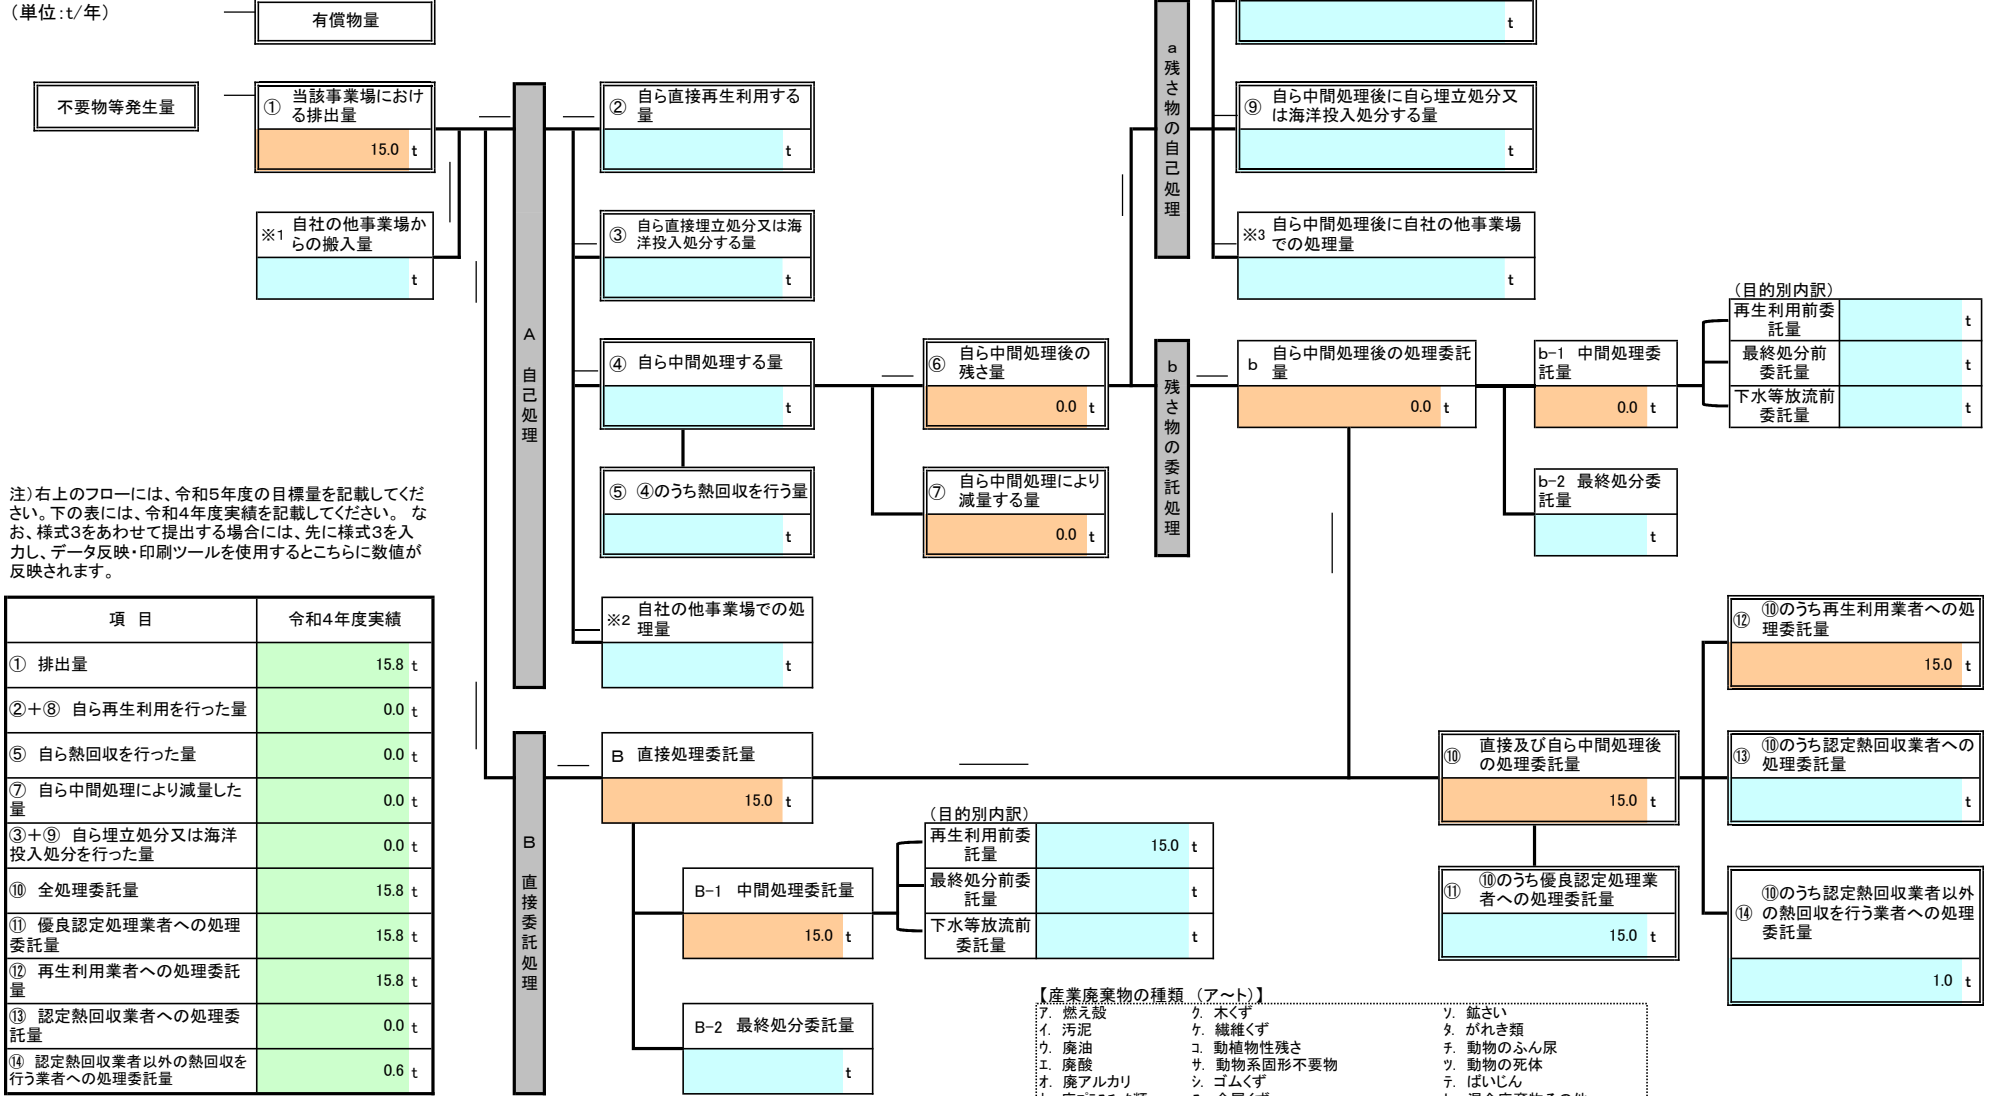 （単位:t/年）
有償物量
t
不要物等発生量
① 当該事業場におけ
る排出量
15.0 t
※1 自社の他事業場か
らの搬入量
t
A 自己処理
② 自ら直接再生利用する
量
t
③ 自ら直接埋立処分又は海
洋投入処分する量
t
④ 自ら中間処理する量
t
⑤ ④のうち熱回収を行う量
t
※2 自社の他事業場での処
理量
t
⑥ 自ら中間処理後の
残さ量
0.0 t
⑦ 自ら中間処理により
減量する量
0.0 t
a 残さ物の自己処理
⑨ 自ら中間処理後に自ら埋立処分又
は海洋投入処分する量
t
※3 自ら中間処理後に自社の他事業場
での処理量
t
b 残さ物の委託処理
b 自ら中間処理後の処理委託
量
0.0 t
b-1 中間処理委
託量
0.0 t
b-2 最終処分委
託量
t
（目的別内訳）
再生利用前委
託量
t
最終処分前
委託量
t
下水等放流前
委託量
t
注）右上のフローには、令和5年度の目標量を記載してくだ
さい。下の表には、令和4年度実績を記載してください。 な
お、様式3をあわせて提出する場合には、先に様式3を入
力し、データ反映・印刷ツールを使用するとこちらに数値が
反映されます。
項 目 令和4年度実績
① 排出量 15.8 t
②＋⑧ 自ら再生利用を行った量 0.0 t
⑤ 自ら熱回収を行った量 0.0 t
⑦ 自ら中間処理により減量した
量 0.0 t
③＋⑨ 自ら埋立処分又は海洋
投入処分を行った量 0.0 t
⑩ 全処理委託量 15.8 t
⑪ 優良認定処理業者への処理
委託量 15.8 t
⑫ 再生利用業者への処理委託
量 15.8 t
⑬ 認定熱回収業者への処理委
託量 0.0 t
⑭ 認定熱回収業者以外の熱回収を
行う業者への処理委託量 0.6 t
B 直接委託処理
B 直接処理委託量
15.0 t
B-1 中間処理委託量
15.0 t
B-2 最終処分委託量
t
（目的別内訳）
再生利用前委
託量
15.0 t
最終処分前委
託量
t
下水等放流前
委託量
t
⑩ 直接及び自ら中間処理後
の処理委託量
15.0 t
⑪ ⑩のうち優良認定処理業
者への処理委託量
15.0 t
⑫ ⑩のうち再生利用業者への処
理委託量
15.0 t
⑬ ⑩のうち認定熱回収業者への
処理委託量
t
⑭ ⑩のうち認定熱回収業者以外
の熱回収を行う業者への処理
委託量
1.0 t
【産業廃棄物の種類 （ア～ト）】
ア. 燃え殻 ク. 木くず ソ. 鉱さい
イ. 汚泥 ケ. 繊維くず タ. がれき類
ウ. 廃油 コ. 動植物性残さ チ. 動物のふん尿
エ. 廃酸 サ. 動物系固形不要物 ツ. 動物の死体
オ. 廃アルカリ シ. ゴムくず テ. ばいじん